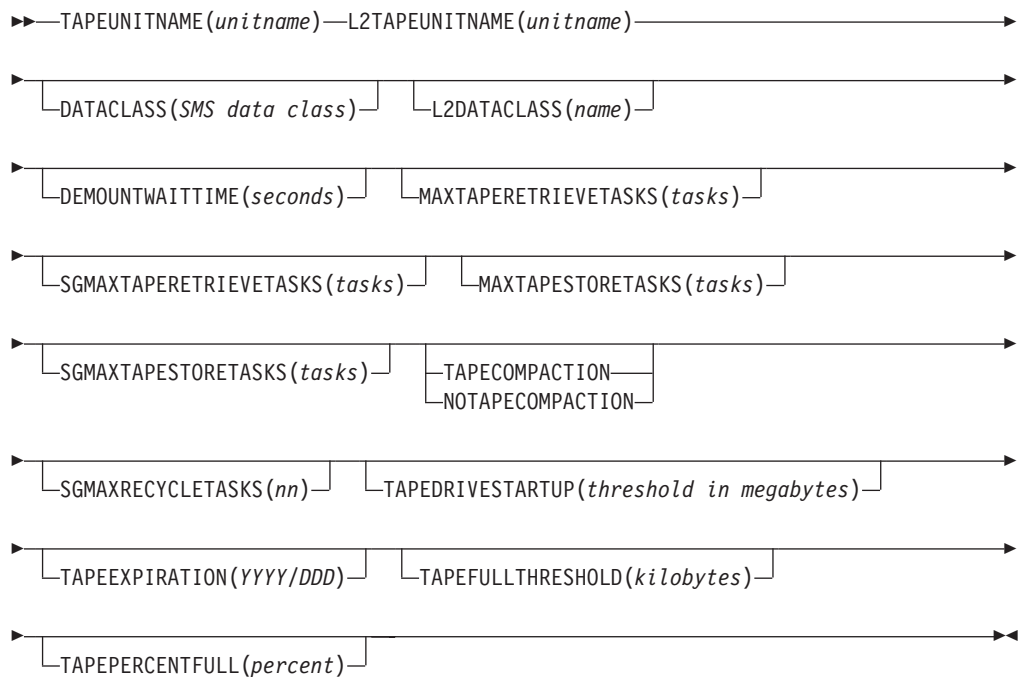 TAPEUNITNAME(unitname) L2TAPEUNITNAME(unitname)
DATACLASS(SMS data class) L2DATACLASS(name)
DEMOUNTWAITTIME(seconds) MAXTAPERETRIEVETASKS(tasks)
SGMAXTAPERETRIEVETASKS(tasks) MAXTAPESTORETASKS(tasks)
SGMAXTAPESTORETASKS(tasks) TAPECOMPACTION
NOTAPECOMPACTION
SGMAXRECYCLETASKS(nn) TAPEDRIVESTARTUP(threshold in megabytes)
TAPEEXPIRATION(YYYY/DDD) TAPEFULLTHRESHOLD(kilobytes)
TAPEPERCENTFULL(percent)